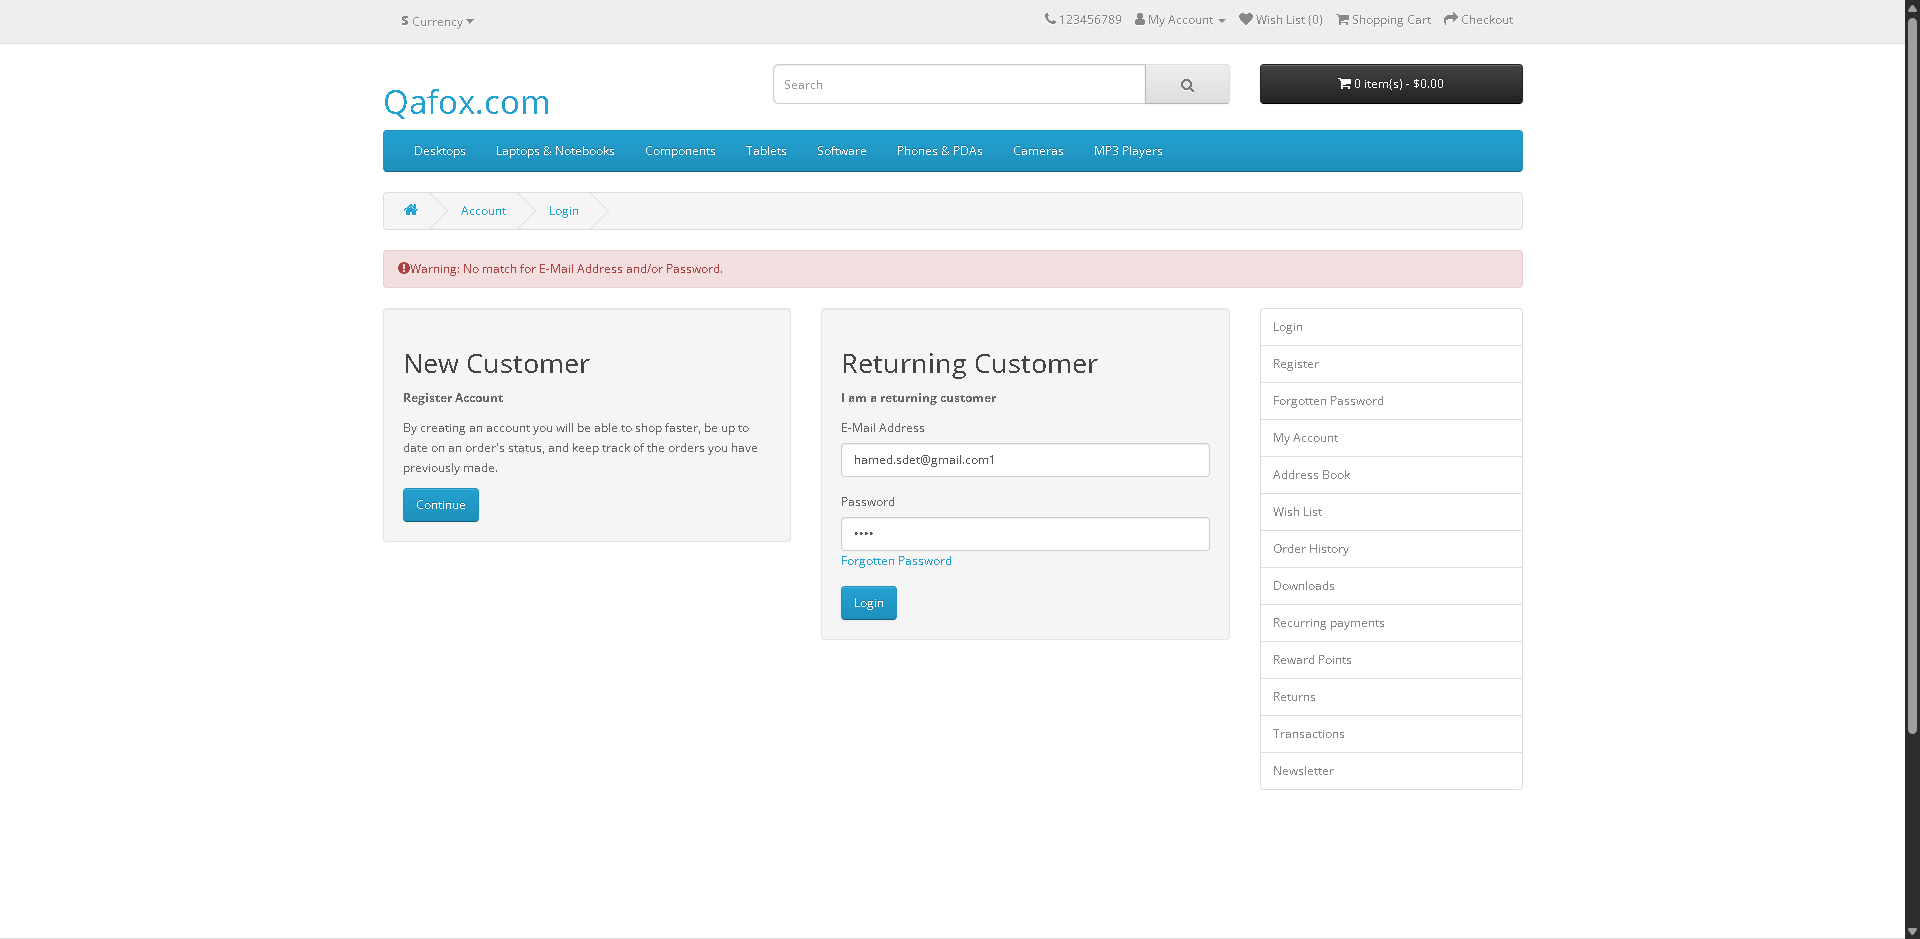 $ Currency
123456789 My Account Wish List (0) Shopping Cart Checkout
Qafox.com
Search
0 item(s) - $0.00
Desktops Laptops & Notebooks Components Tablets Software Phones & PDAs Cameras MP3 Players
Account Login
Warning: No match for E-Mail Address and/or Password.
New Customer
Register Account
By creating an account you will be able to shop faster, be up to
date on an order's status, and keep track of the orders you have
previously made.
Continue
Returning Customer
I am a returning customer
E-Mail Address
hamed.sdet@gmail.com1
Password
••••
Forgotten Password
Login
Login
Register
Forgotten Password
My Account
Address Book
Wish List
Order History
Downloads
Recurring payments
Reward Points
Returns
Transactions
Newsletter